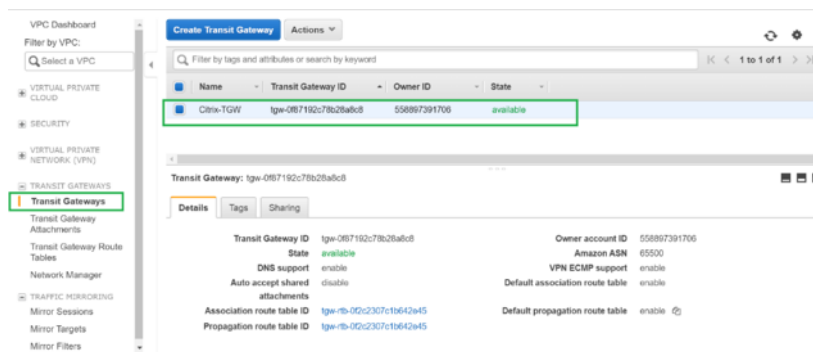 VPC Dashboard
Filter by VPC:
Select a VPC
VIRTUAL PRIVATE
CLOUD
SECURITY
VIRTUAL PRIVATE
NETWORK (VPN)
TRANSIT GATEWAYS
Transit Gateways
Transit Gateway
Attachments
Transit Gateway Route
Tables
Network Manager
TRAFFIC MIRRORING
Mirror Sessions
Mirror Targets
Mirror Filters
Create Transit Gateway Actions
Filter by tags and attributes or search by keyword
1 to 1 of 1
Name Transit Gateway ID Owner ID State
Citrix-TGW tgw-0f87192c78b28a8c8 558897391706 available
Transit Gateway: tgw-0f87192c78b28a8c8
Details Tags Sharing
Transit Gateway ID tgw-0f87192c78b28a8c8 Owner account ID 558897391706
State available Amazon ASN 65500
DNS support enable VPN ECMP support enable
Auto accept shared attachments disable Default association route table enable
Association route table ID tgw-rtb-0f2c2307c1b642e45 Default propagation route table enable
Propagation route table ID tgw-rtb-0f2c2307c1b642e45